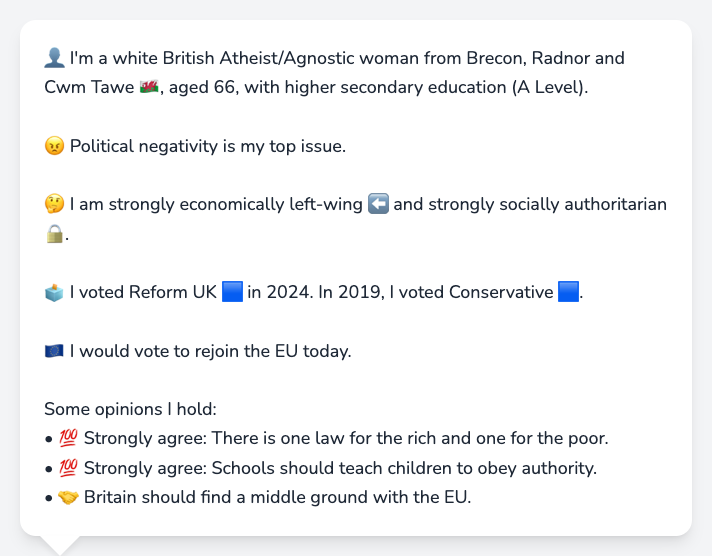 👤 I'm a white British Atheist/Agnostic woman from Brecon, Radnor and
Cwm Tawe 🏴󠁧󠁢󠁷󠁬󠁳󠁿, aged 66, with higher secondary education (A Level).
😠 Political negativity is my top issue.
🤔 I am strongly economically left-wing ⬅️ and strongly socially authoritarian
🔒.
🗳️ I voted Reform UK 🟦 in 2024. In 2019, I voted Conservative 🟦.
🇪🇺 I would vote to rejoin the EU today.
Some opinions I hold:
• 💯 Strongly agree: There is one law for the rich and one for the poor.
• 💯 Strongly agree: Schools should teach children to obey authority.
• 🤝 Britain should find a middle ground with the EU.